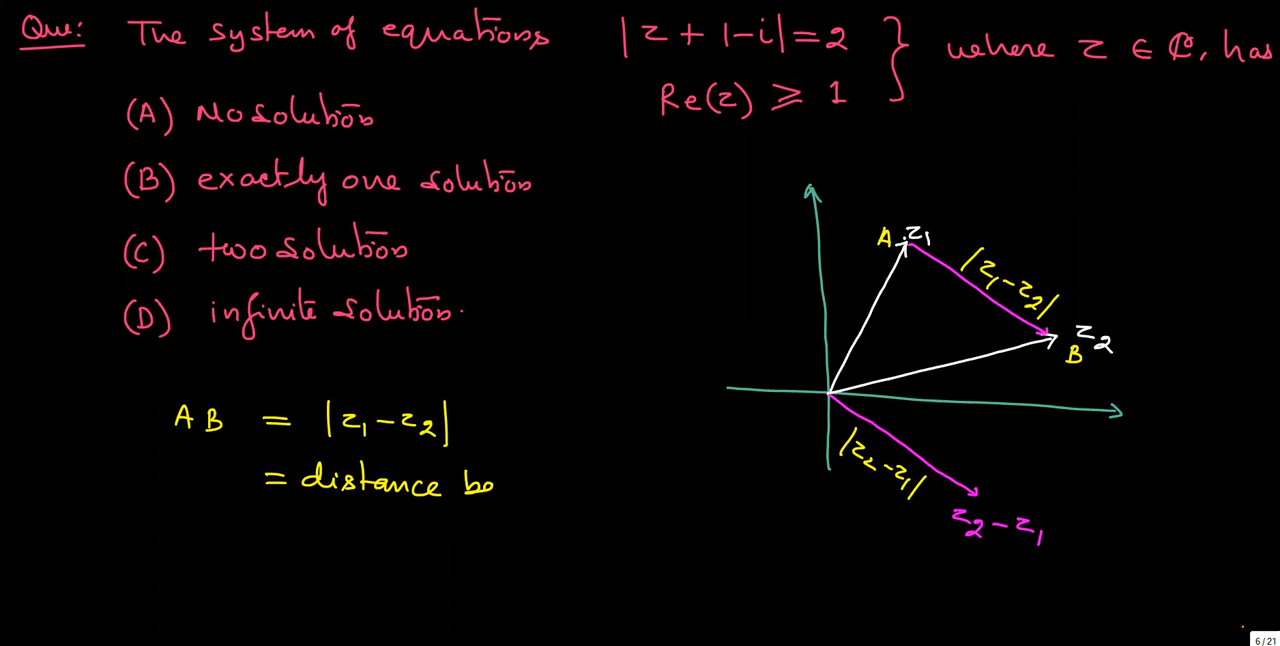 Que: The system of equations |z + 1 - i| = 2 } where z ∈ ℂ, has
Re(z) ≥ 1
(A) No solution
(B) exactly one solution
(C) two solution
(D) infinite solution.
A z1
|z1 - z2|
z2
B
AB = |z1 - z2|
|z2 - z1|
= distance be
z2 - z1
6/21